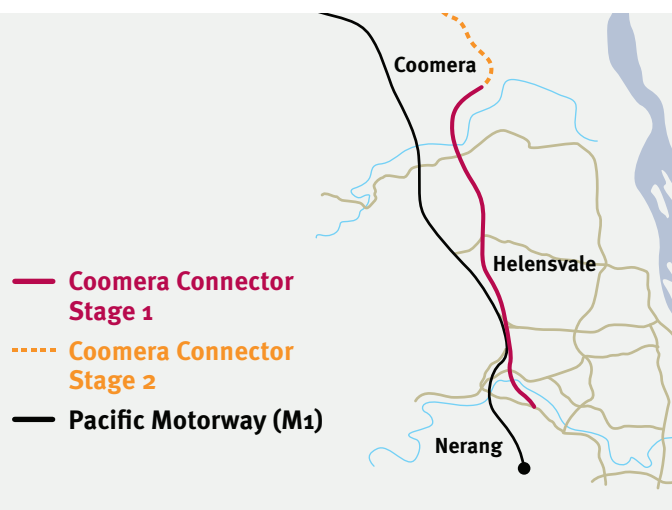 Coomera
Helensvale
Coomera Connector
Stage 1
Coomera Connector
Stage 2
Pacific Motorway (M1)
Nerang